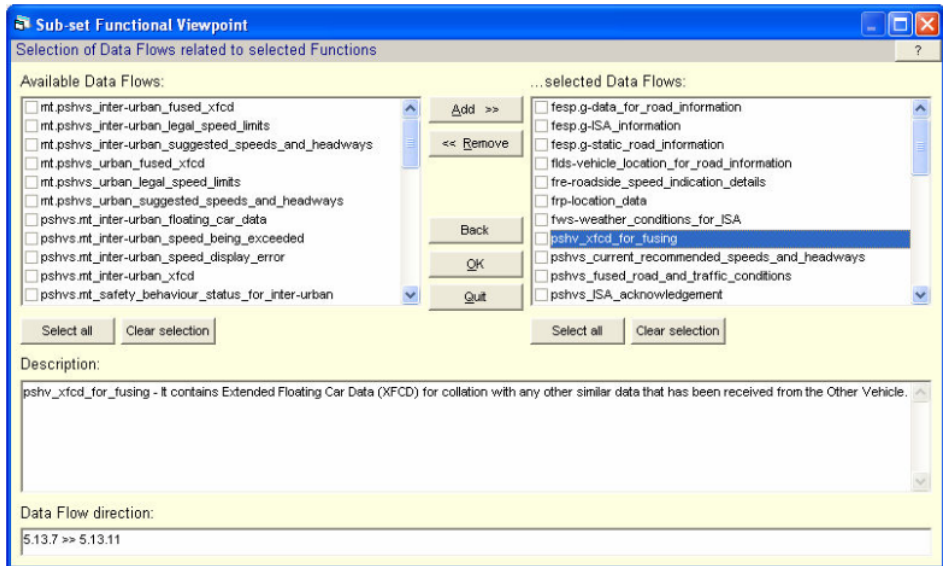 Sub-set Functional Viewpoint
Selection of Data Flows related to selected Functions
?
Available Data Flows:
mt.pshvs_inter-urban_fused_xfcd
mt.pshvs_inter-urban_legal_speed_limits
mt.pshvs_inter-urban_suggested_speeds_and_headways
mt.pshvs_urban_fused_xfcd
mt.pshvs_urban_legal_speed_limits
mt.pshvs_urban_suggested_speeds_and_headways
pshvs.mt_inter-urban_floating_car_data
pshvs.mt_inter-urban_speed_being_exceeded
pshvs.mt_inter-urban_speed_display_error
pshvs.mt_inter-urban_xfcd
pshvs.mt_safety_behaviour_status_for_inter-urban
Select all
Clear selection
Add >>
<< Remove
Back
OK
Quit
...selected Data Flows:
fesp.g-data_for_road_information
fesp.g-ISA_information
fesp.g-static_road_information
flds-vehicle_location_for_road_information
fre-roadside_speed_indication_details
frp-location_data
fws-weather_conditions_for_ISA
pshv_xfcd_for_fusing
pshvs_current_recommended_speeds_and_headways
pshvs_fused_road_and_traffic_conditions
pshvs_ISA_acknowledgement
Select all
Clear selection
Description:
pshv_xfcd_for_fusing - It contains Extended Floating Car Data (XFCD) for collation with any other similar data that has been received from the Other Vehicle.
Data Flow direction:
5.13.7 >> 5.13.11